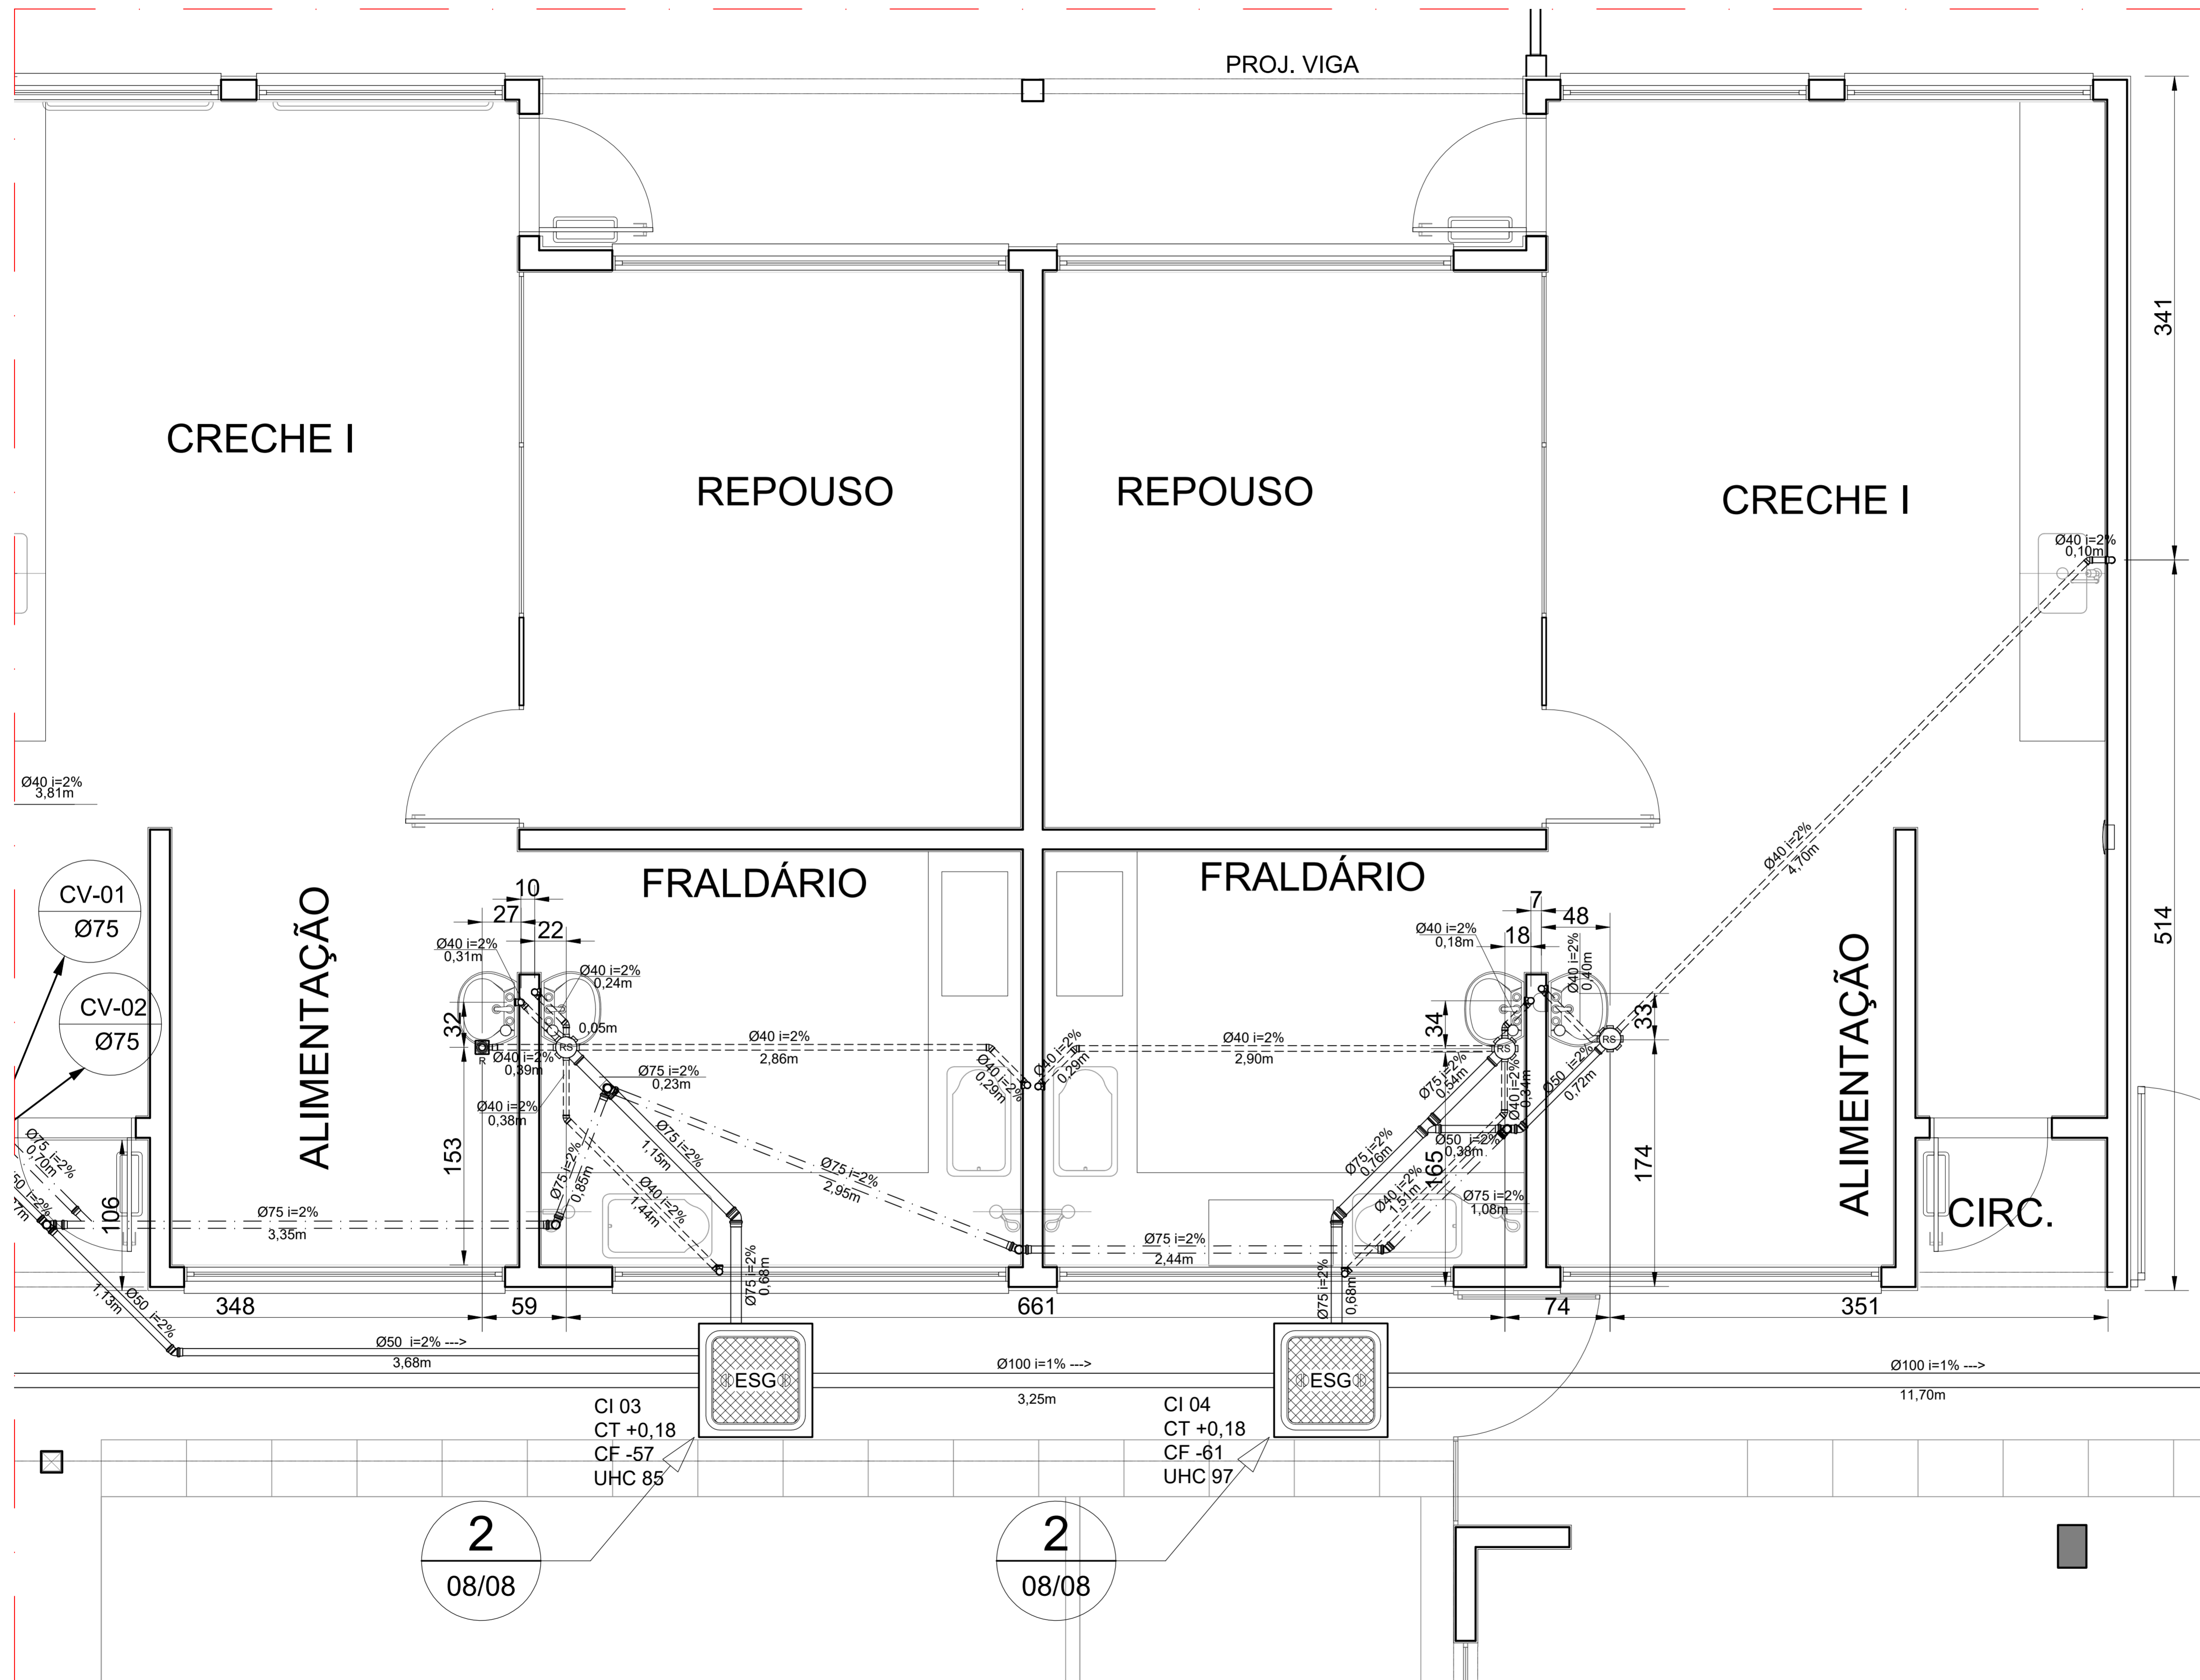 PROJ. VIGA
CRECHE I
REPOUSO
REPOUSO
CRECHE I
341
Ø40 i=2%
0,10m
Ø40 i=2%
3,81m
Ø40 i=2%
4,70m
FRALDÁRIO
FRALDÁRIO
CV-01
Ø75
CV-02
Ø75
ALIMENTAÇÃO
10
27
22
Ø40 i=2%
0,31m
Ø40 i=2%
0,24m
0,05m
32
R
RS
Ø40 i=2%
0,39m
Ø40 i=2%
2,86m
Ø40 i=2%
0,29m
Ø40 i=2%
0,29m
Ø40 i=2%
2,90m
7
48
18
Ø40 i=2%
0,18m
Ø40 i=2%
0,40m
34
33
RS
RS
514
Ø75 i=2%
0,23m
Ø40 i=2%
0,38m
153
Ø75 i=2%
1,15m
Ø75 i=2%
0,85m
Ø40 i=2%
1,44m
Ø75 i=2%
2,95m
Ø75 i=2%
0,54m
Ø40 i=2%
0,34m
Ø50 i=2%
0,72m
Ø50 i=2%
0,38m
Ø75 i=2%
0,76m
165
Ø40 i=2%
1,51m
Ø75 i=2%
1,08m
174
ALIMENTAÇÃO
CIRC.
Ø75 i=2%
0,70m
106
Ø75 i=2%
3,35m
Ø75 i=2%
2,44m
Ø75 i=2%
0,68m
Ø75 i=2%
0,68m
Ø50 i=2%
1,13m
348
59
661
74
351
Ø50 i=2% --->
3,68m
ESG
Ø100 i=1% --->
3,25m
ESG
Ø100 i=1% --->
11,70m
CI 03
CT +0,18
CF -57
UHC 85
CI 04
CT +0,18
CF -61
UHC 97
2
08/08
2
08/08